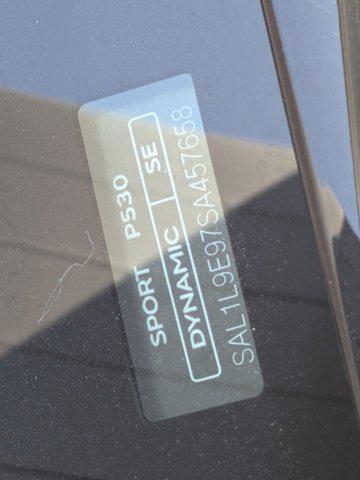 SPORT P530
DYNAMIC SE
SAL1L9E97SA457658